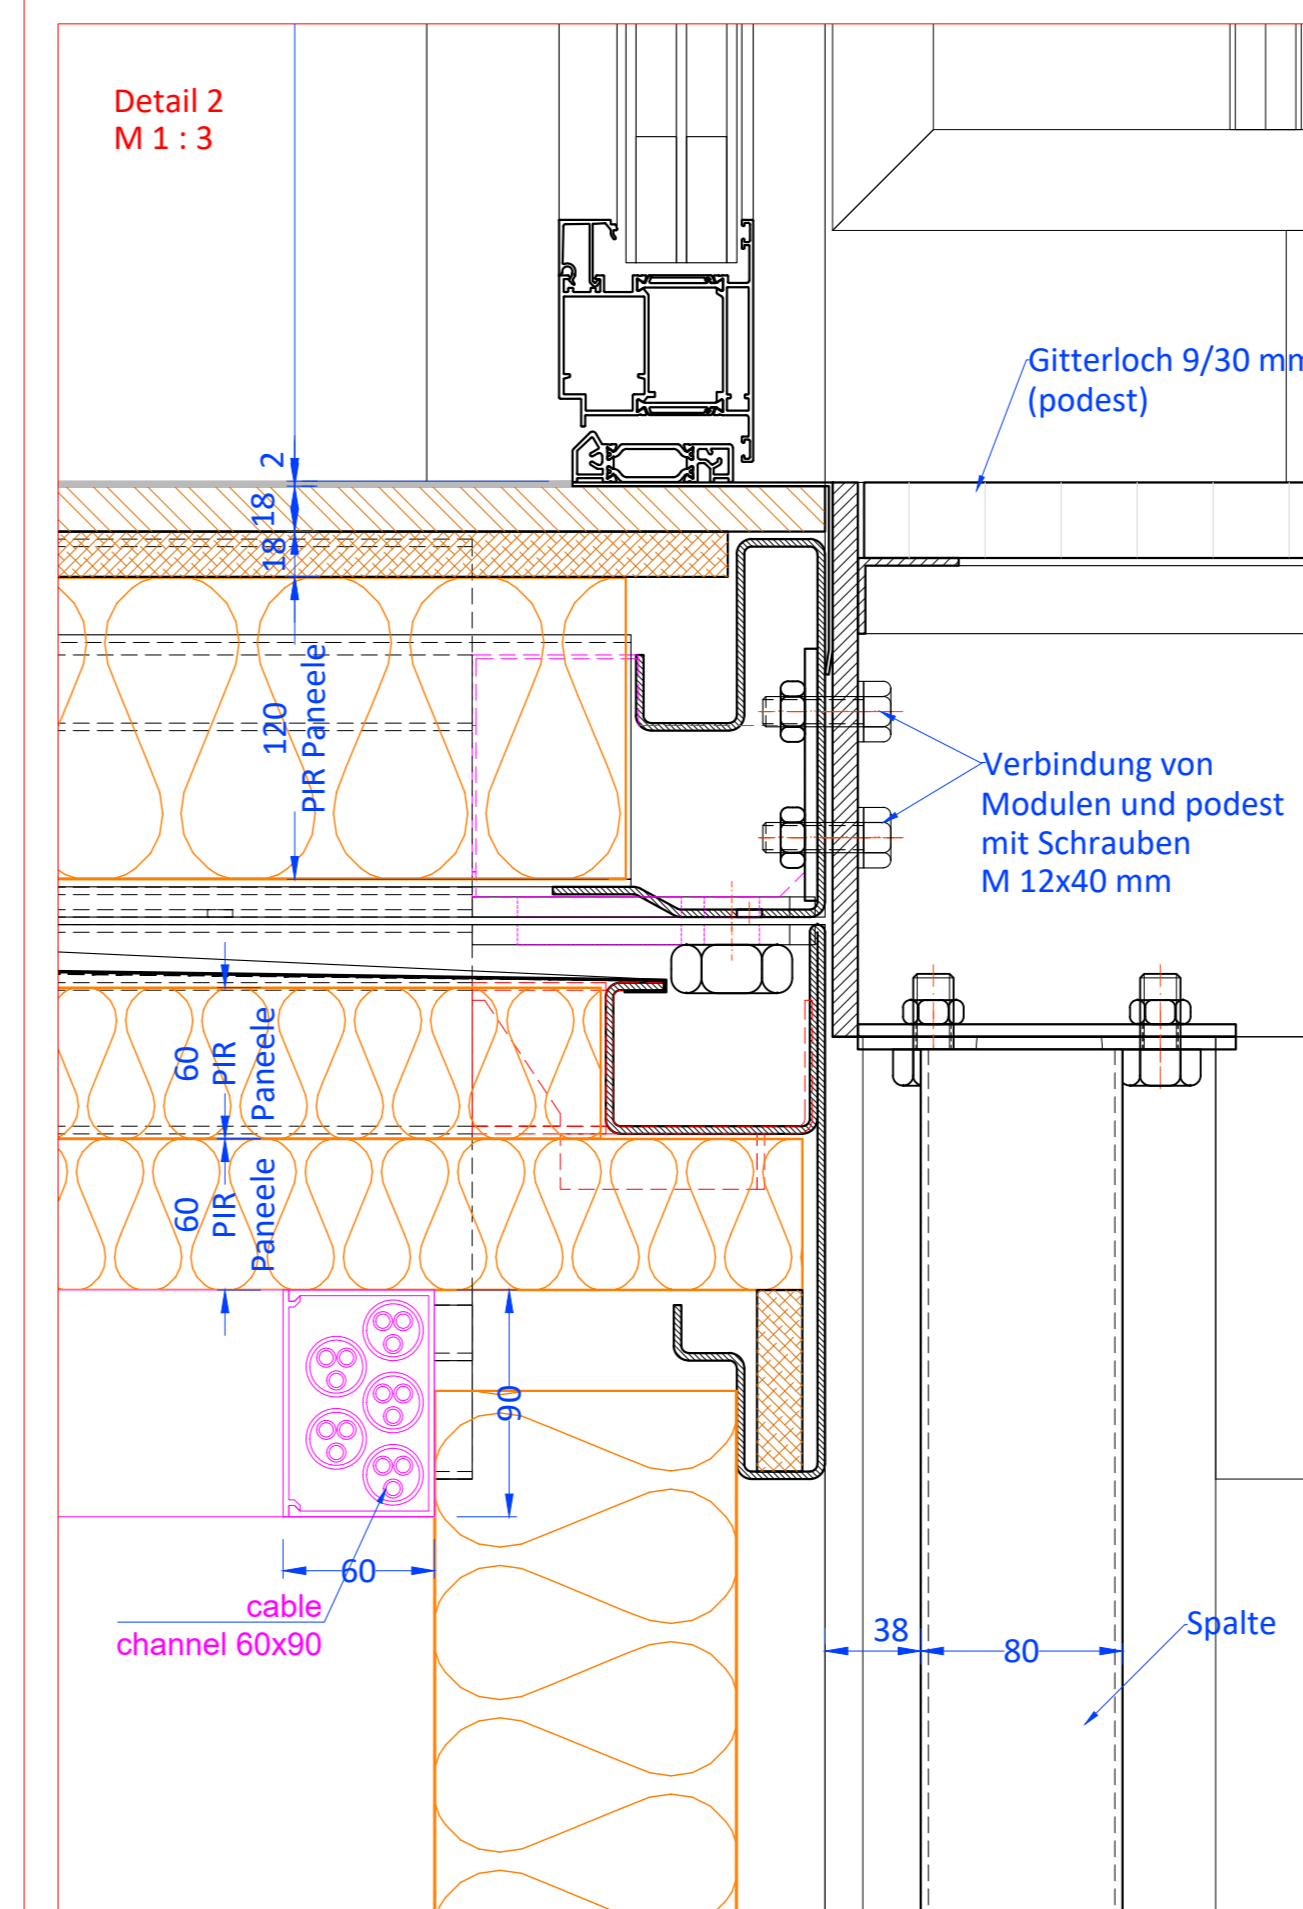 Detail 2
M 1 : 3
Gitterloch 9/30 mm
(podest)
2
18
18
120
PIR Paneele
Verbindung von
Modulen und podest
mit Schrauben
M 12x40 mm
60
PIR
Paneele
60
PIR
Paneele
90
60
cable
channel 60x90
38
80
Spalte